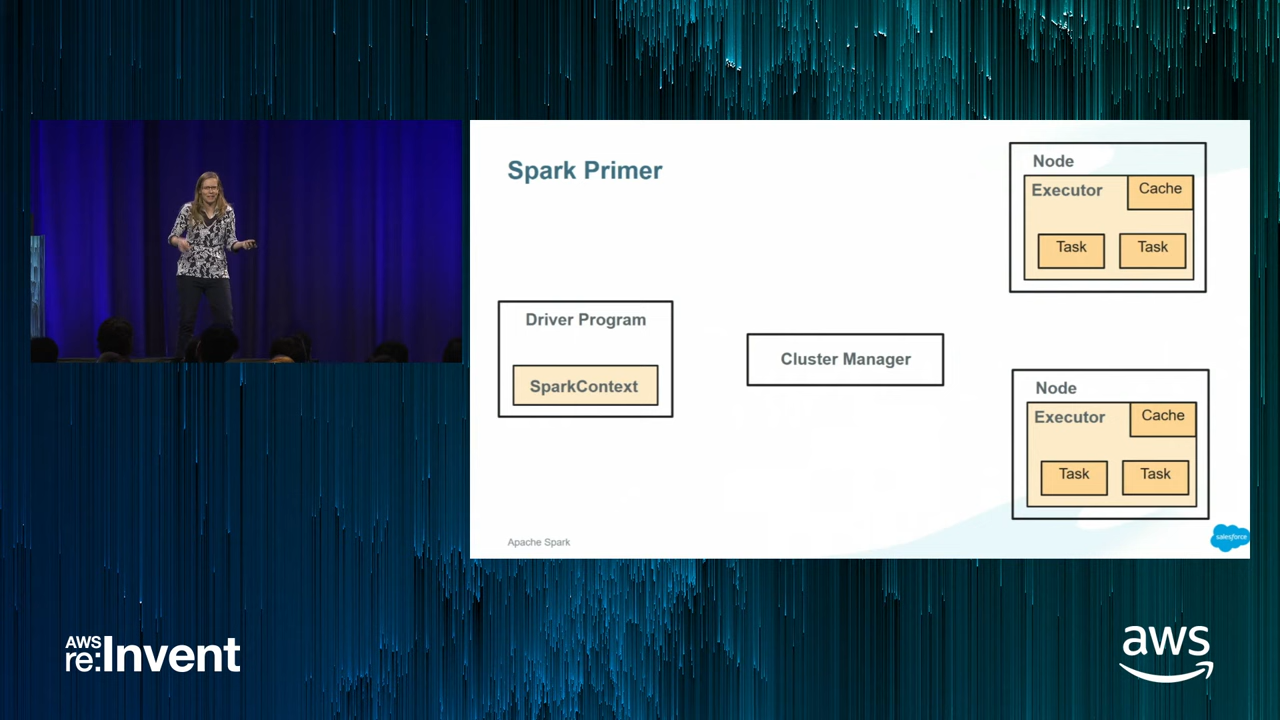 Spark Primer
Node
Executor
Cache
Task
Task
Driver Program
SparkContext
Cluster Manager
Node
Executor
Cache
Task
Task
Apache Spark
salesforce
AWS
re:Invent
aws